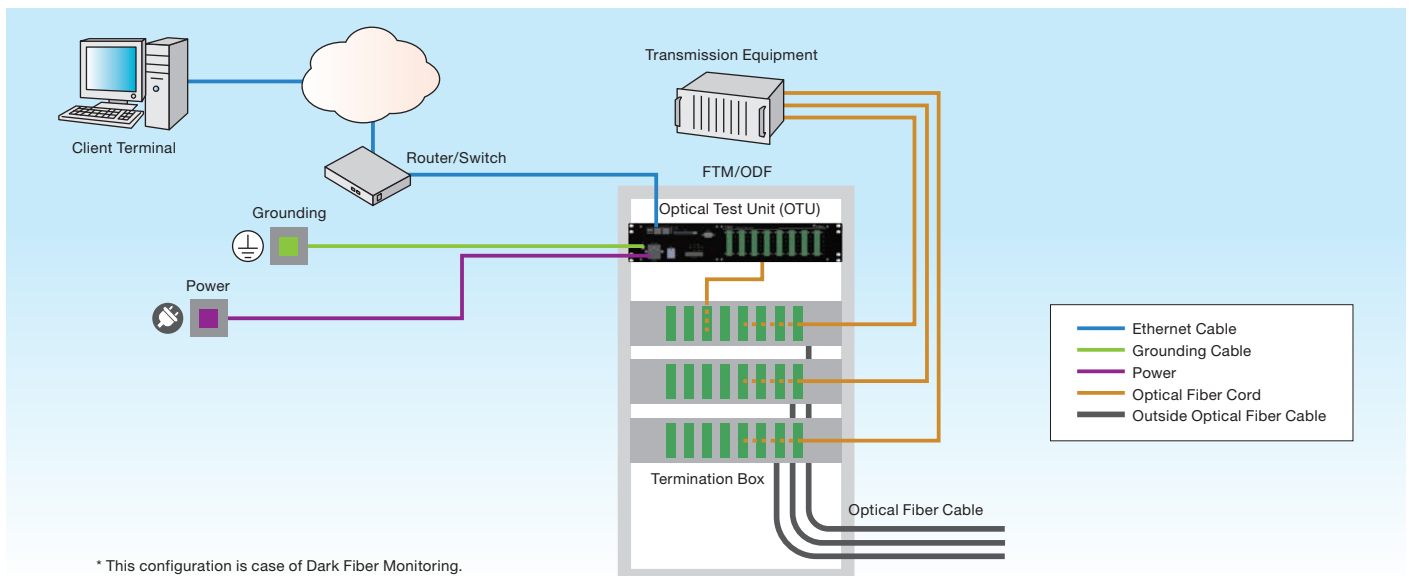 Transmission Equipment
Client Terminal
Router/Switch
FTM/ODF
Grounding
Optical Test Unit (OTU)
Power
Ethernet Cable
Grounding Cable
Power
Optical Fiber Cord
Outside Optical Fiber Cable
Termination Box
Optical Fiber Cable
* This configuration is case of Dark Fiber Monitoring.